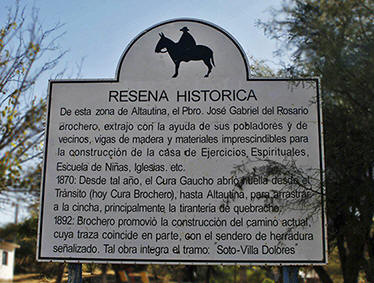 RESENA HISTORICA
De esta zona de Altautina, el Pbro. José Gabriel del Rosario
Brochero, extrajo con la ayuda de sus pobladores y de
vecinos, vigas de madera y materiales imprescindibles para
la construcción de la casa de Ejercicios Espirituales,
Escuela de Niñas, Iglesias. etc.
1870: Desde tal año, el Cura Gaucho abrió huella desde el
Tránsito (hoy Cura Brochero), hasta Altautina, para arrastrar
a la cincha, principalmente la tirantería de quebracho.
1892: Brochero promovió la construcción del camino actual,
cuya traza coincide en parte, con el sendero de herradura
señalizado. Tal obra integra el tramo: "Soto-Villa Dolores"